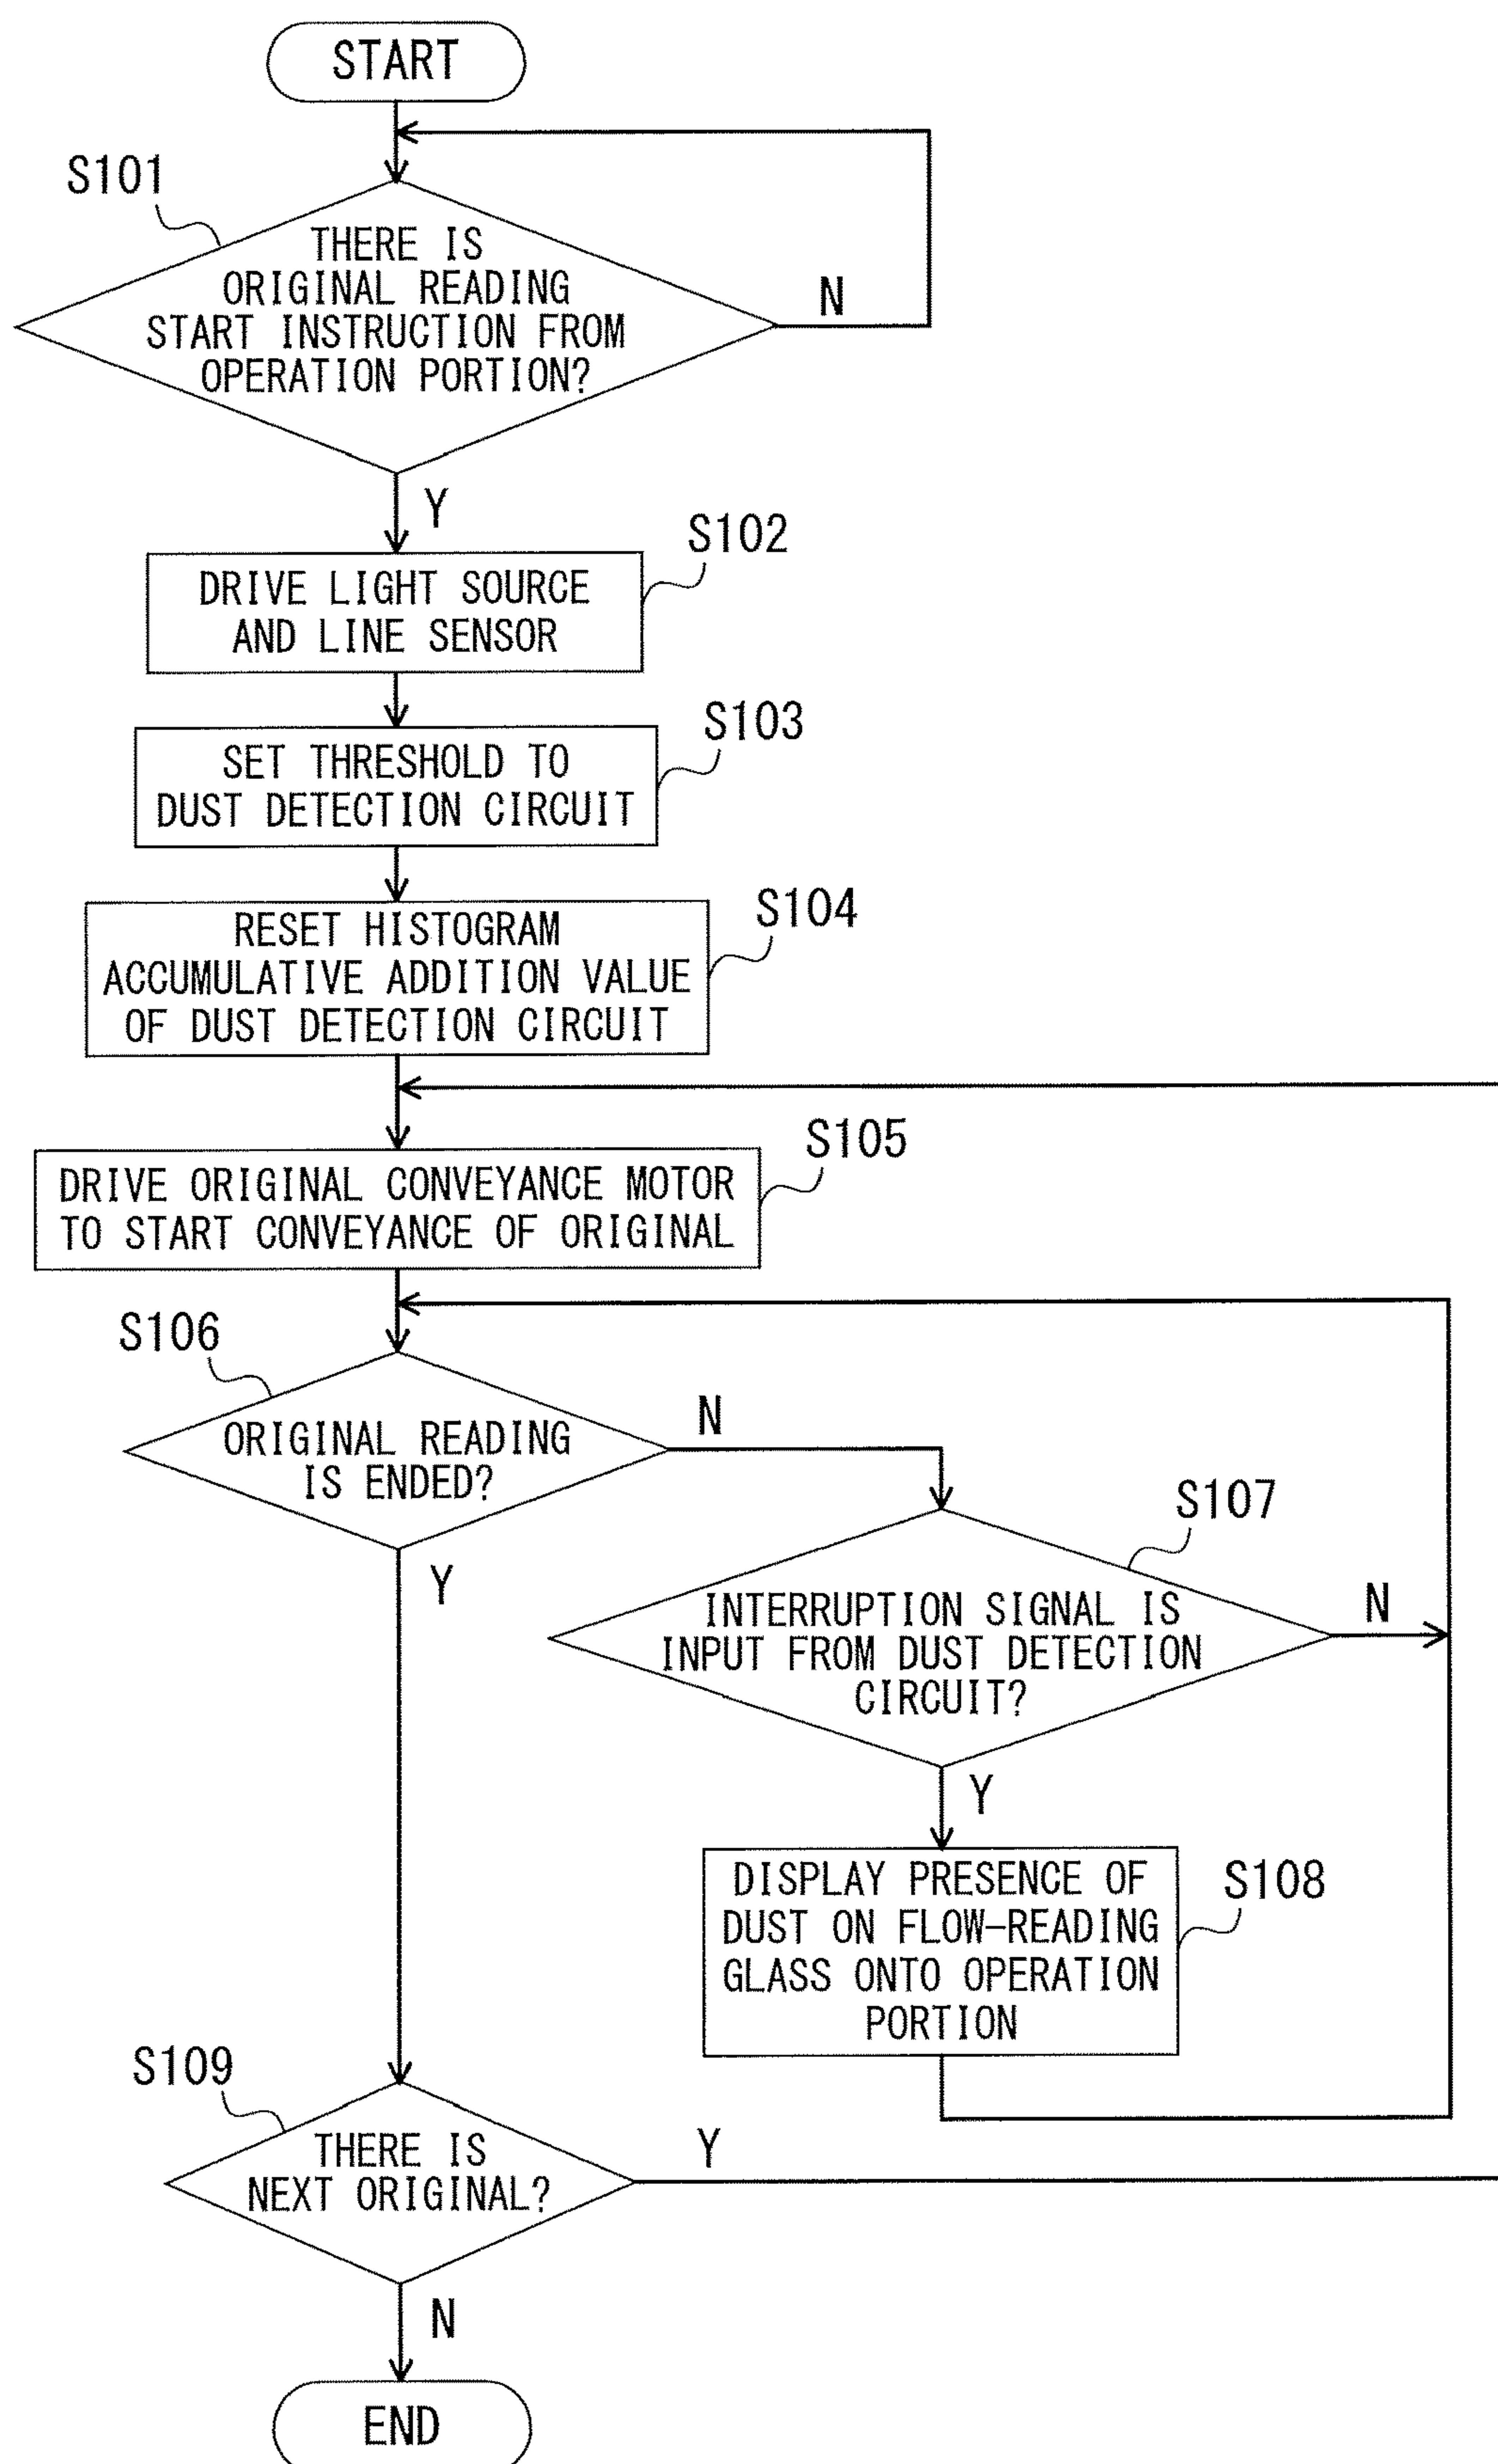 START
S101
THERE IS
ORIGINAL READING
START INSTRUCTION FROM
OPERATION PORTION?
N
Y
S102
DRIVE LIGHT SOURCE
AND LINE SENSOR
S103
SET THRESHOLD TO
DUST DETECTION CIRCUIT
S104
RESET HISTOGRAM
ACCUMULATIVE ADDITION VALUE
OF DUST DETECTION CIRCUIT
S105
DRIVE ORIGINAL CONVEYANCE MOTOR
TO START CONVEYANCE OF ORIGINAL
S106
ORIGINAL READING
IS ENDED?
N
Y
S107
INTERRUPTION SIGNAL IS
INPUT FROM DUST DETECTION
CIRCUIT?
N
Y
S108
DISPLAY PRESENCE OF
DUST ON FLOW-READING
GLASS ONTO OPERATION
PORTION
S109
THERE IS
NEXT ORIGINAL?
Y
N
END